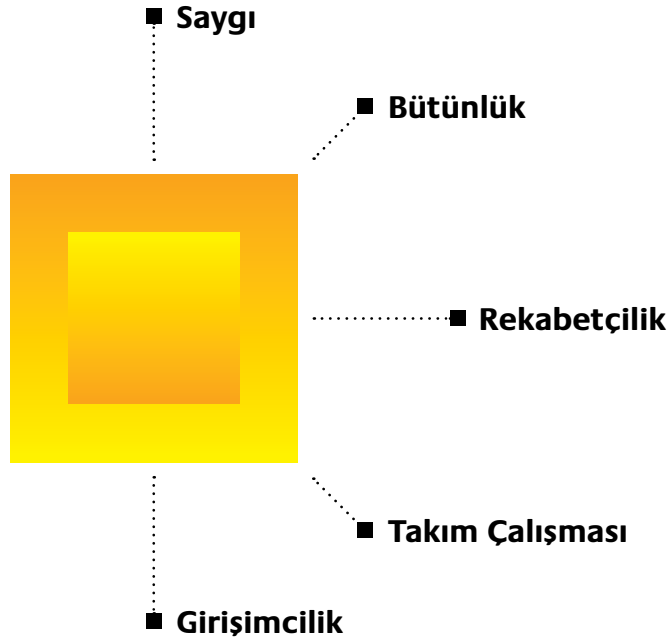 Saygı
Bütünlük
Rekabetçilik
Takım Çalışması
Girişimcilik